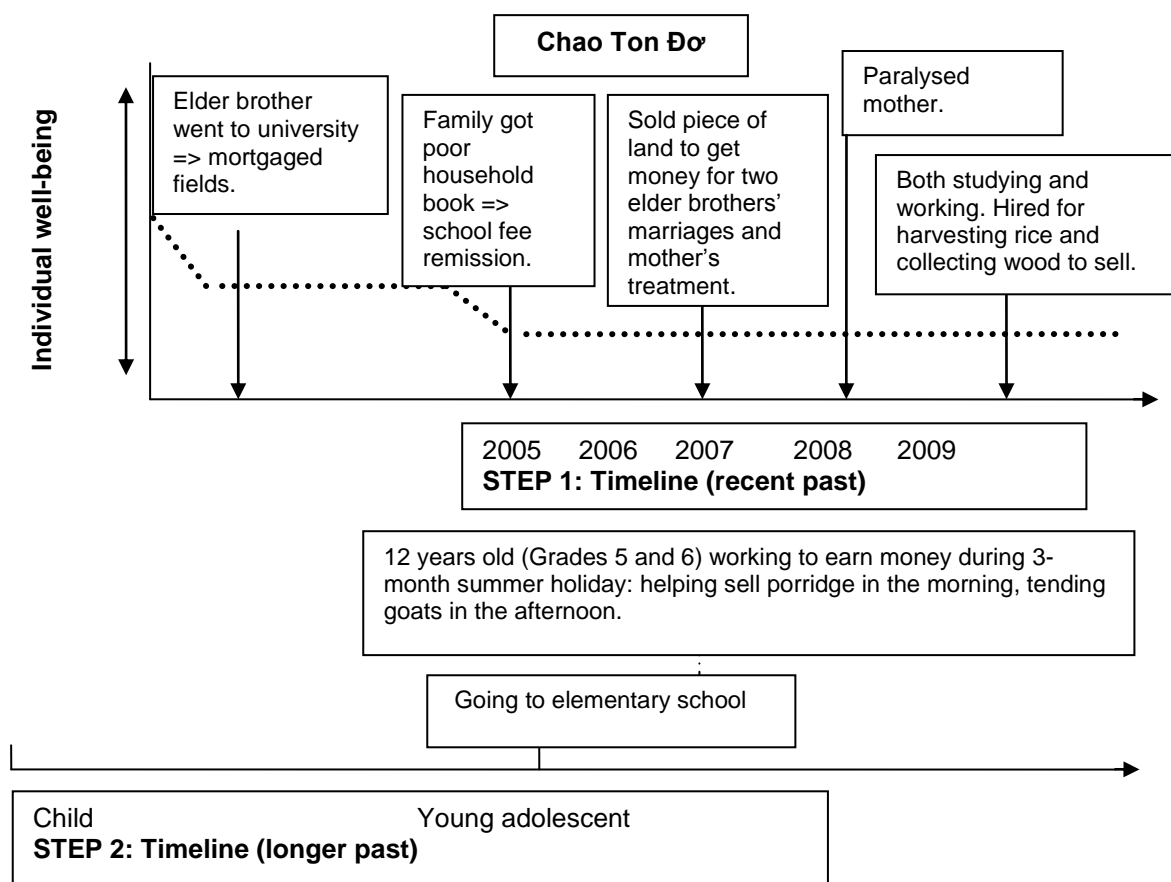 Chao Ton Đơ
Individual well-being
Elder brother
went to university
=> mortgaged
fields.
Family got
poor
household
book =>
school fee
remission.
Sold piece of
land to get
money for two
elder brothers’
marriages and
mother’s
treatment.
Paralysed
mother.
Both studying and
working. Hired for
harvesting rice and
collecting wood to sell.
2005 2006 2007 2008 2009
STEP 1: Timeline (recent past)
12 years old (Grades 5 and 6) working to earn money during 3-
month summer holiday: helping sell porridge in the morning, tending
goats in the afternoon.
Going to elementary school
Child Young adolescent
STEP 2: Timeline (longer past)